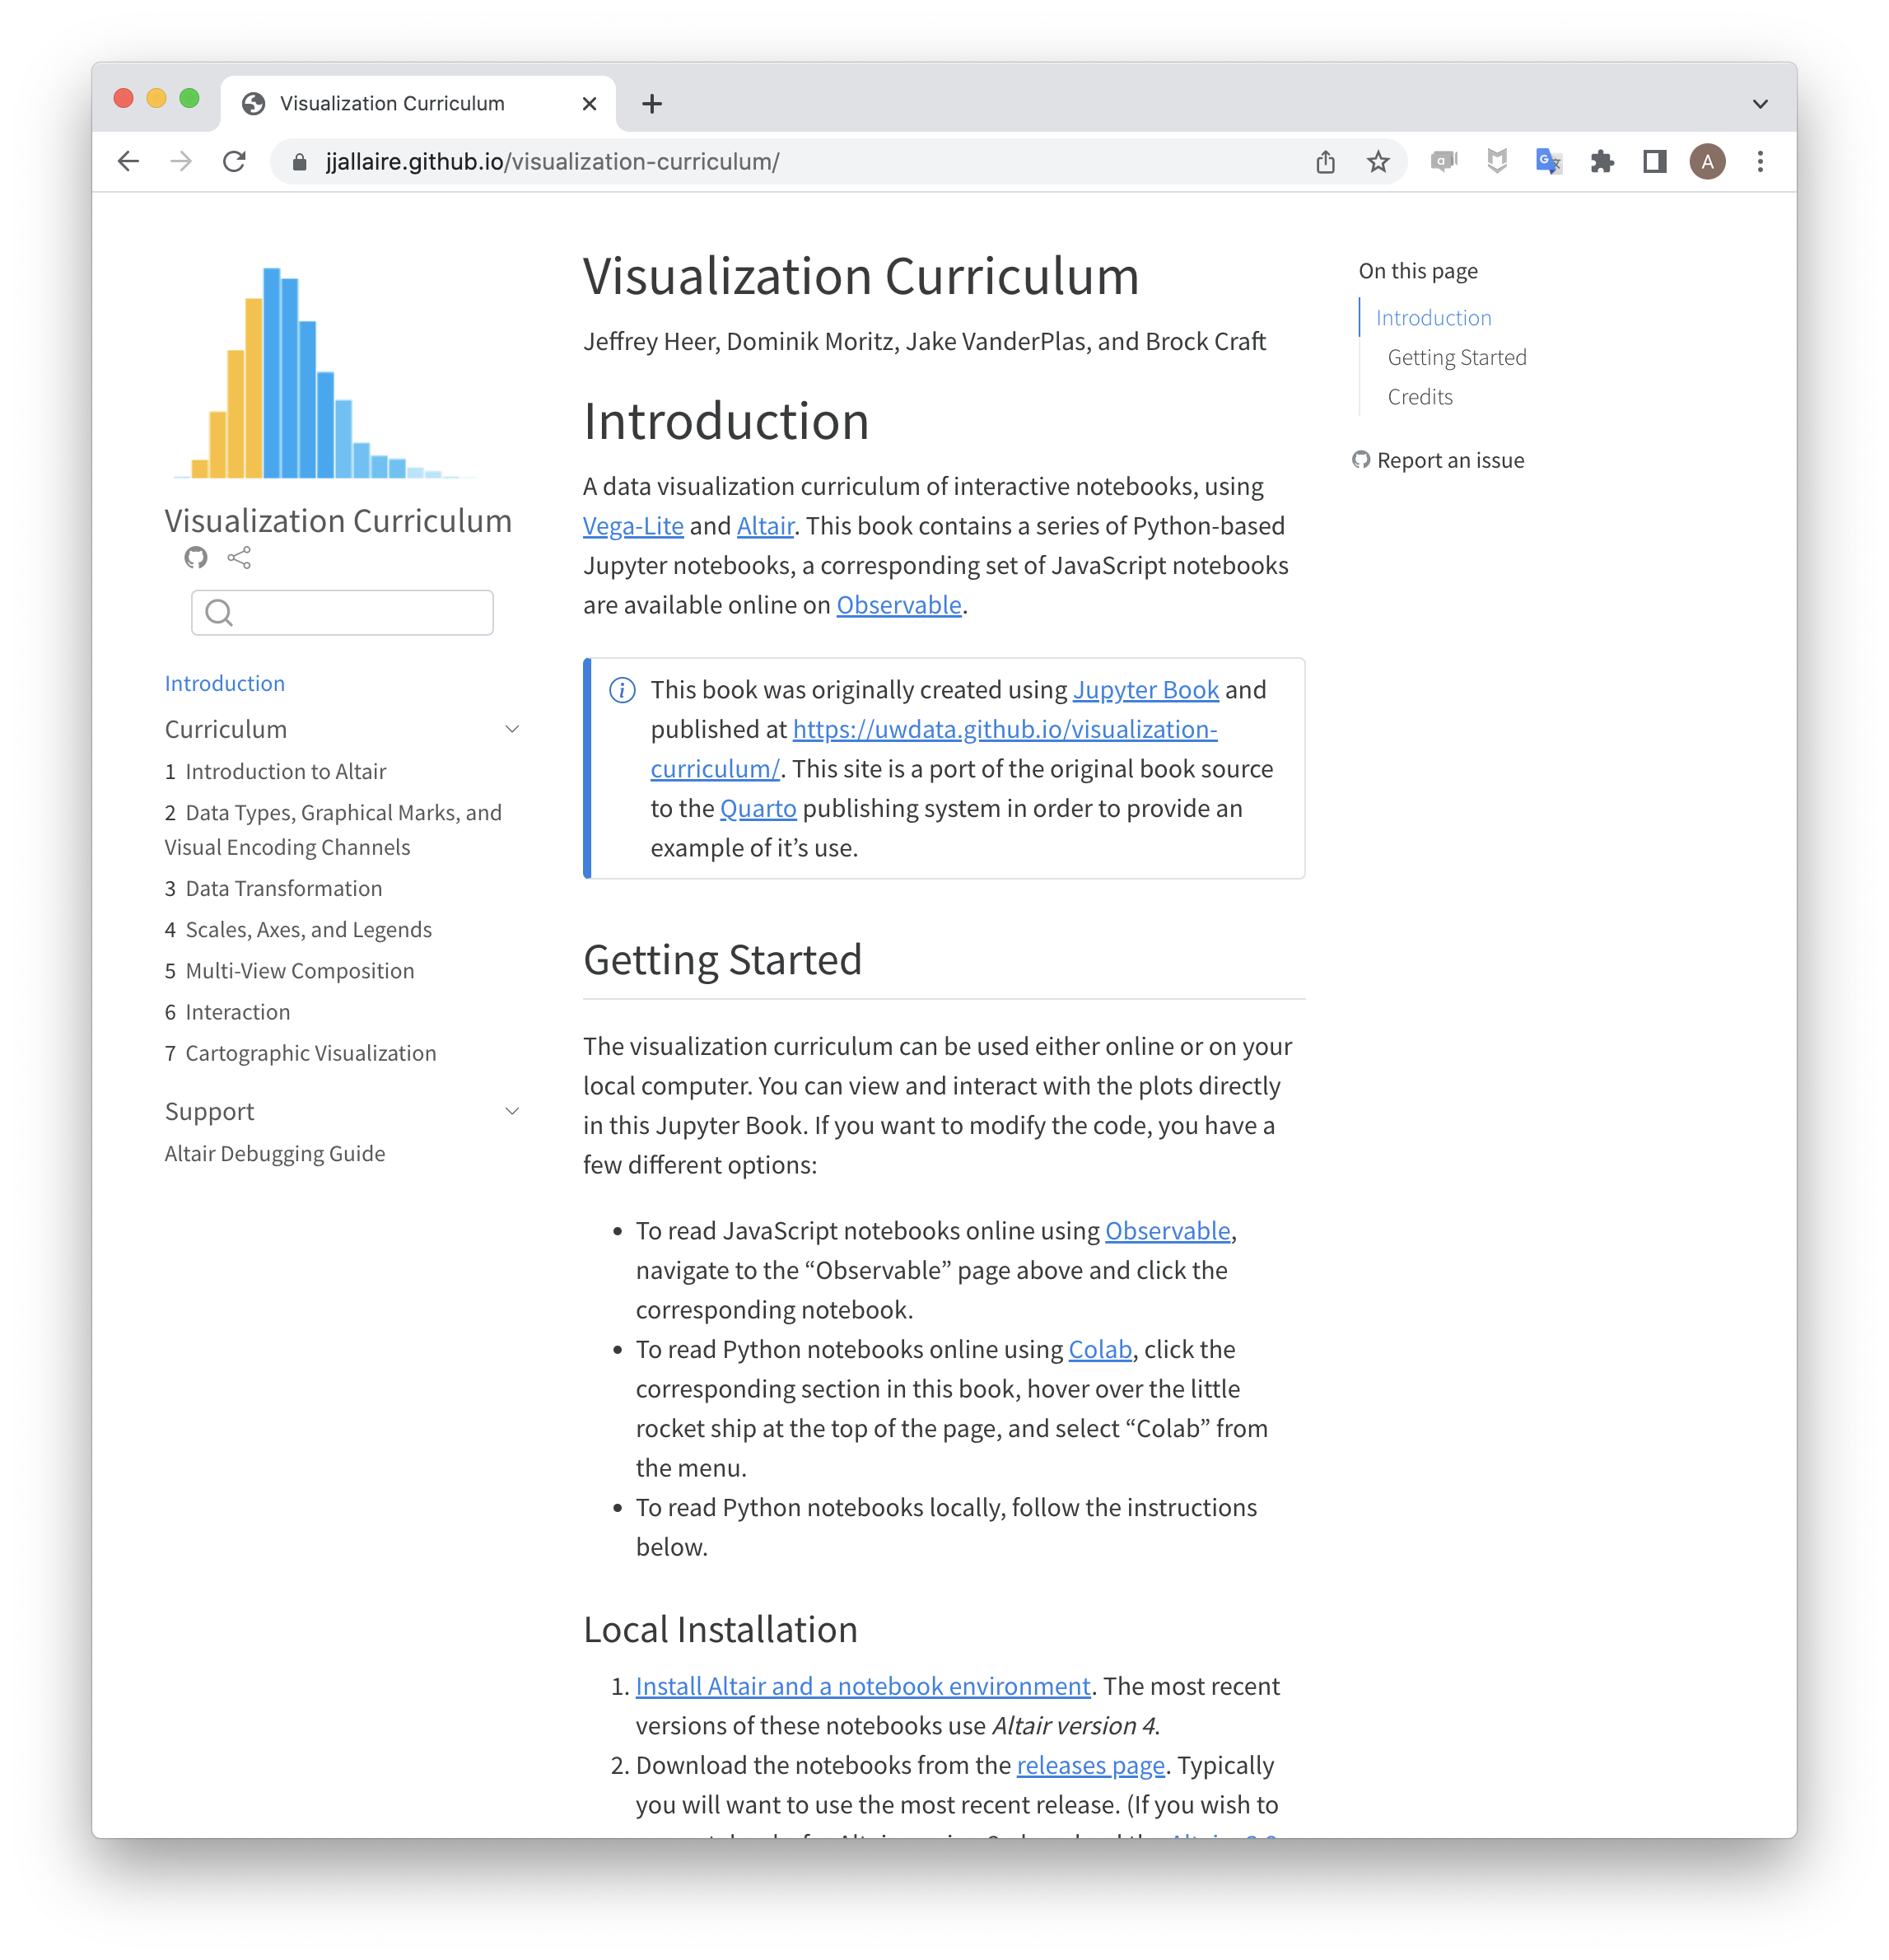 Visualization Curriculum
jjallaire.github.io/visualization-curriculum/
A
Visualization Curriculum
Introduction
Curriculum
1 Introduction to Altair
2 Data Types, Graphical Marks, and
Visual Encoding Channels
3 Data Transformation
4 Scales, Axes, and Legends
5 Multi-View Composition
6 Interaction
7 Cartographic Visualization
Support
Altair Debugging Guide
Visualization Curriculum
Jeffrey Heer, Dominik Moritz, Jake VanderPlas, and Brock Craft
Introduction
A data visualization curriculum of interactive notebooks, using
Vega-Lite and Altair. This book contains a series of Python-based
Jupyter notebooks, a corresponding set of JavaScript notebooks
are available online on Observable.
This book was originally created using Jupyter Book and
published at https://uwdata.github.io/visualization-
curriculum/. This site is a port of the original book source
to the Quarto publishing system in order to provide an
example of it’s use.
Getting Started
The visualization curriculum can be used either online or on your
local computer. You can view and interact with the plots directly
in this Jupyter Book. If you want to modify the code, you have a
few different options:
• To read JavaScript notebooks online using Observable,
navigate to the “Observable” page above and click the
corresponding notebook.
• To read Python notebooks online using Colab, click the
corresponding section in this book, hover over the little
rocket ship at the top of the page, and select “Colab” from
the menu.
• To read Python notebooks locally, follow the instructions
below.
Local Installation
1. Install Altair and a notebook environment. The most recent
versions of these notebooks use Altair version 4.
2. Download the notebooks from the releases page. Typically
you will want to use the most recent release. (If you wish to
On this page
Introduction
Getting Started
Credits
Report an issue